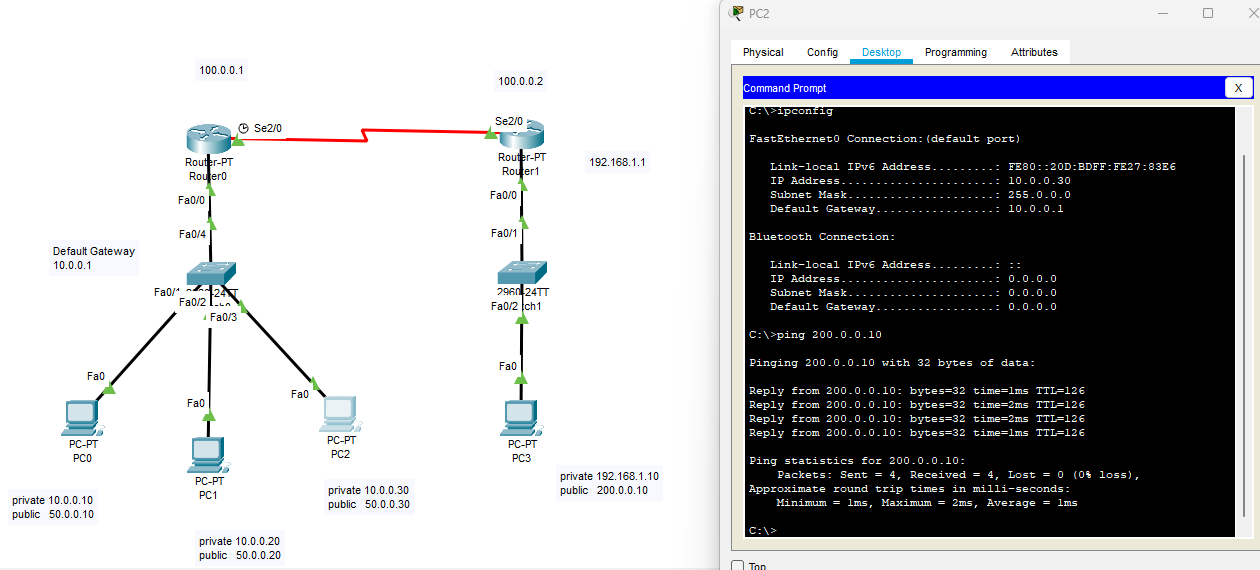 100.0.0.1
100.0.0.2
Se2/0
Se2/0
Router-PT
Router0
Router-PT
Router1
192.168.1.1
Fa0/0
Fa0/0
Fa0/4
Fa0/1
Default Gateway
10.0.0.1
Fa0/1
Fa0/2
Fa0/3
2960-24TT
Fa0/2
Fa0
Fa0
Fa0
Fa0
PC-PT
PC0
PC-PT
PC1
PC-PT
PC2
PC-PT
PC3
private 10.0.0.10
public 50.0.0.10
private 10.0.0.20
public 50.0.0.20
private 10.0.0.30
public 50.0.0.30
private 192.168.1.10
public 200.0.0.10
PC2
Physical Config Desktop Programming Attributes
Command Prompt
X
C:\>ipconfig
FastEthernet0 Connection:(default port)
Link-local IPv6 Address.........: FE80::20D:BDFF:FE27:83E6
IP Address......................: 10.0.0.30
Subnet Mask.....................: 255.0.0.0
Default Gateway.................: 10.0.0.1
Bluetooth Connection:
Link-local IPv6 Address.........: ::
IP Address......................: 0.0.0.0
Subnet Mask.....................: 0.0.0.0
Default Gateway.................: 0.0.0.0
C:\>ping 200.0.0.10
Pinging 200.0.0.10 with 32 bytes of data:
Reply from 200.0.0.10: bytes=32 time=1ms TTL=126
Reply from 200.0.0.10: bytes=32 time=2ms TTL=126
Reply from 200.0.0.10: bytes=32 time=2ms TTL=126
Reply from 200.0.0.10: bytes=32 time=1ms TTL=126
Ping statistics for 200.0.0.10:
Packets: Sent = 4, Received = 4, Lost = 0 (0% loss),
Approximate round trip times in milli-seconds:
Minimum = 1ms, Maximum = 2ms, Average = 1ms
C:\>
Top